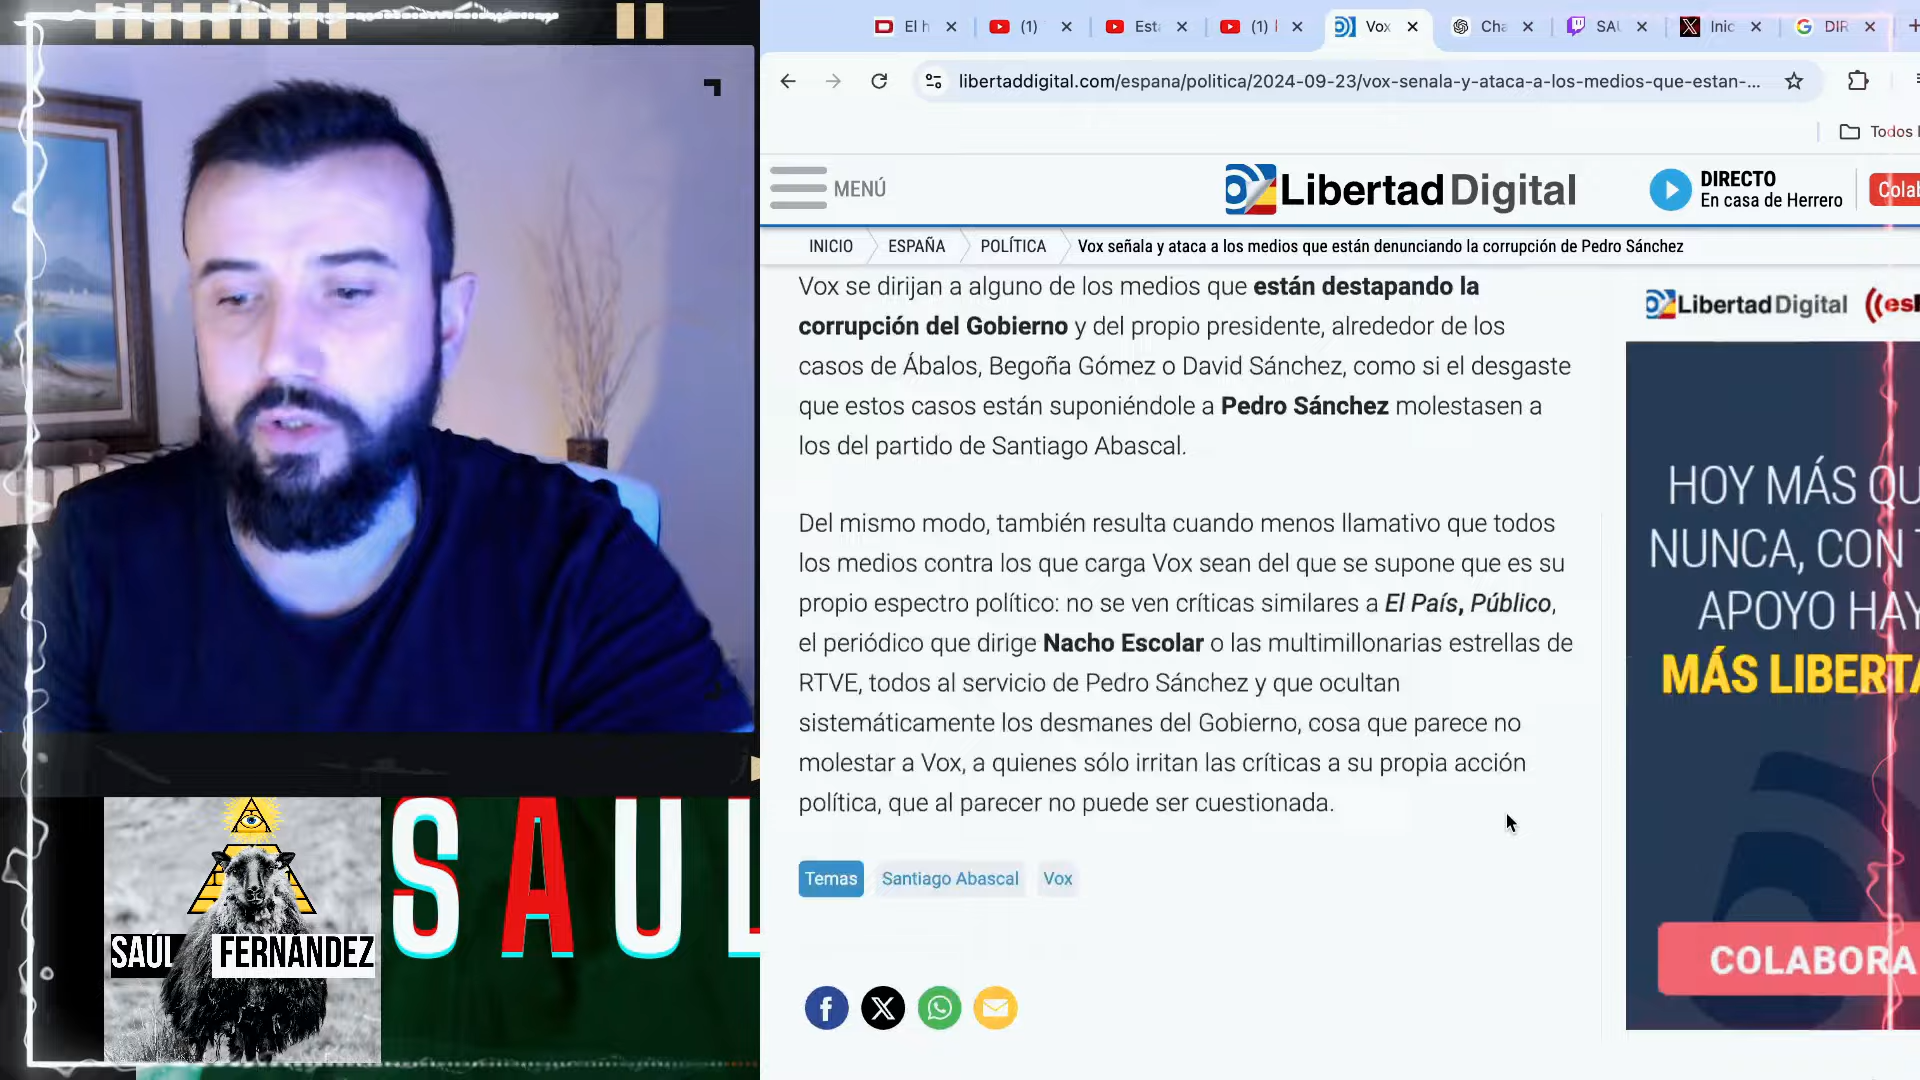 El h
(1)
Est
(1)
Vox
Cha
SAU
Inic
DIR
libertaddigital.com/espana/politica/2024-09-23/vox-senala-y-ataca-a-los-medios-que-estan-...
Todos l
MENÚ
Libertad Digital
DIRECTO
En casa de Herrero
Colab
INICIO
ESPAÑA
POLÍTICA
Vox señala y ataca a los medios que están denunciando la corrupción de Pedro Sánchez
Vox se dirijan a alguno de los medios que están destapando la
corrupción del Gobierno y del propio presidente, alrededor de los
casos de Ábalos, Begoña Gómez o David Sánchez, como si el desgaste
que estos casos están suponiéndole a Pedro Sánchez molestasen a
los del partido de Santiago Abascal.
Del mismo modo, también resulta cuando menos llamativo que todos
los medios contra los que carga Vox sean del que se supone que es su
propio espectro político: no se ven críticas similares a El País, Público,
el periódico que dirige Nacho Escolar o las multimillonarias estrellas de
RTVE, todos al servicio de Pedro Sánchez y que ocultan
sistemáticamente los desmanes del Gobierno, cosa que parece no
molestar a Vox, a quienes sólo irritan las críticas a su propia acción
política, que al parecer no puede ser cuestionada.
Temas
Santiago Abascal
Vox
Libertad Digital
((esR
HOY MÁS QU
NUNCA, CON T
APOYO HAY
MÁS LIBERTA
COLABORA
SAÚL FERNÁNDEZ
SAUL